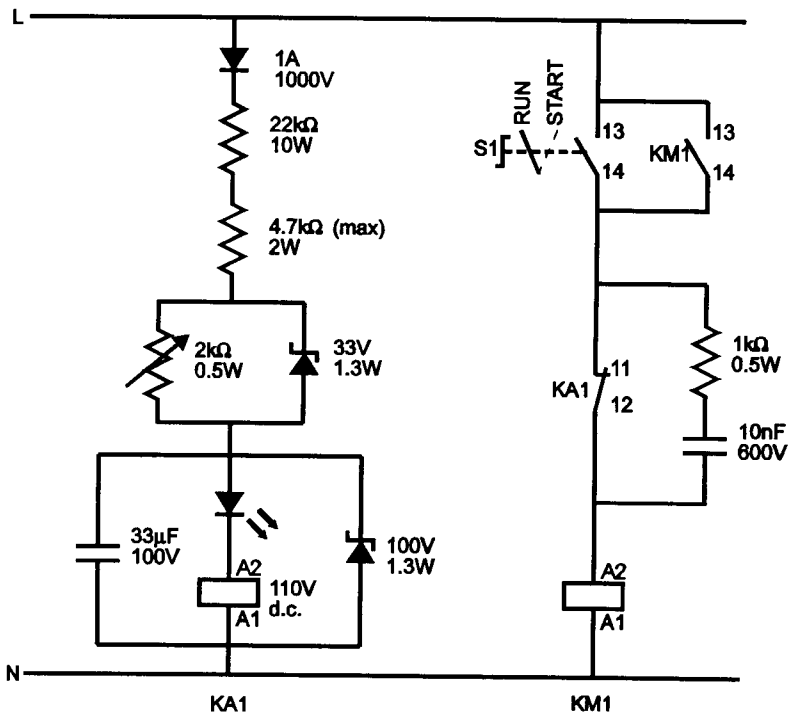 L
1A
1000V
22kΩ
10W
4.7kΩ (max)
2W
2kΩ
0.5W
33V
1.3W
33µF
100V
A2
A1
110V
d.c.
100V
1.3W
RUN
START
S1
13
14
KM1
13
14
KA1
11
12
1kΩ
0.5W
10nF
600V
A2
A1
N
KA1
KM1